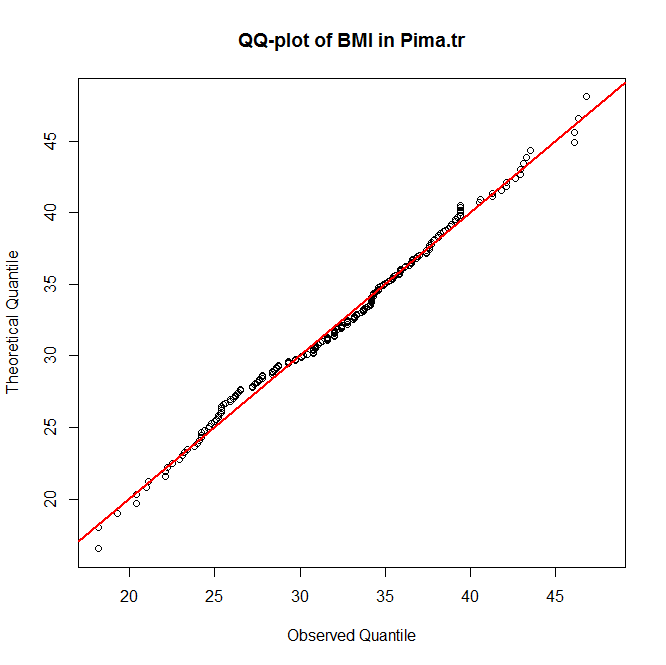 QQ-plot of BMI in Pima.tr
Theoretical Quantile
45
40
35
30
25
20
20 25 30 35 40 45
Observed Quantile